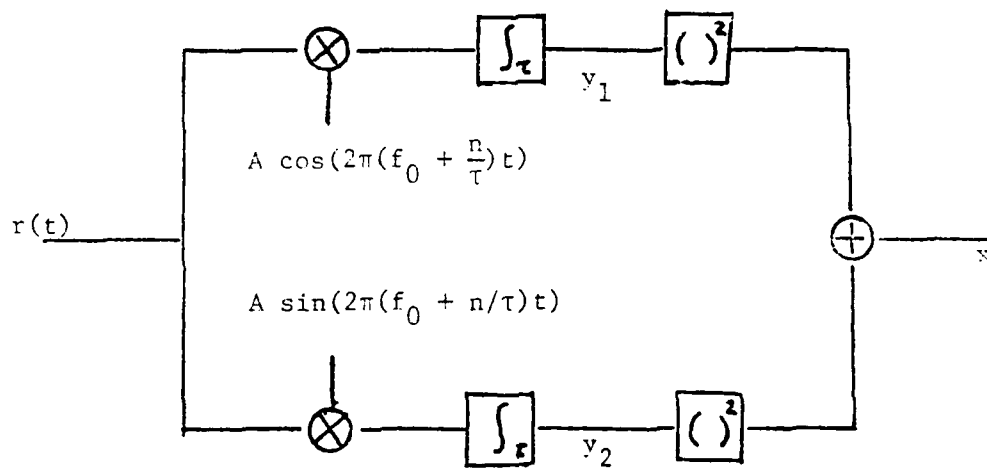 ∫τ
( )²
y₁
A cos(2π(f₀ + n/τ)t)
r(t)
x
A sin(2π(f₀ + n/τ)t)
∫τ
( )²
y₂